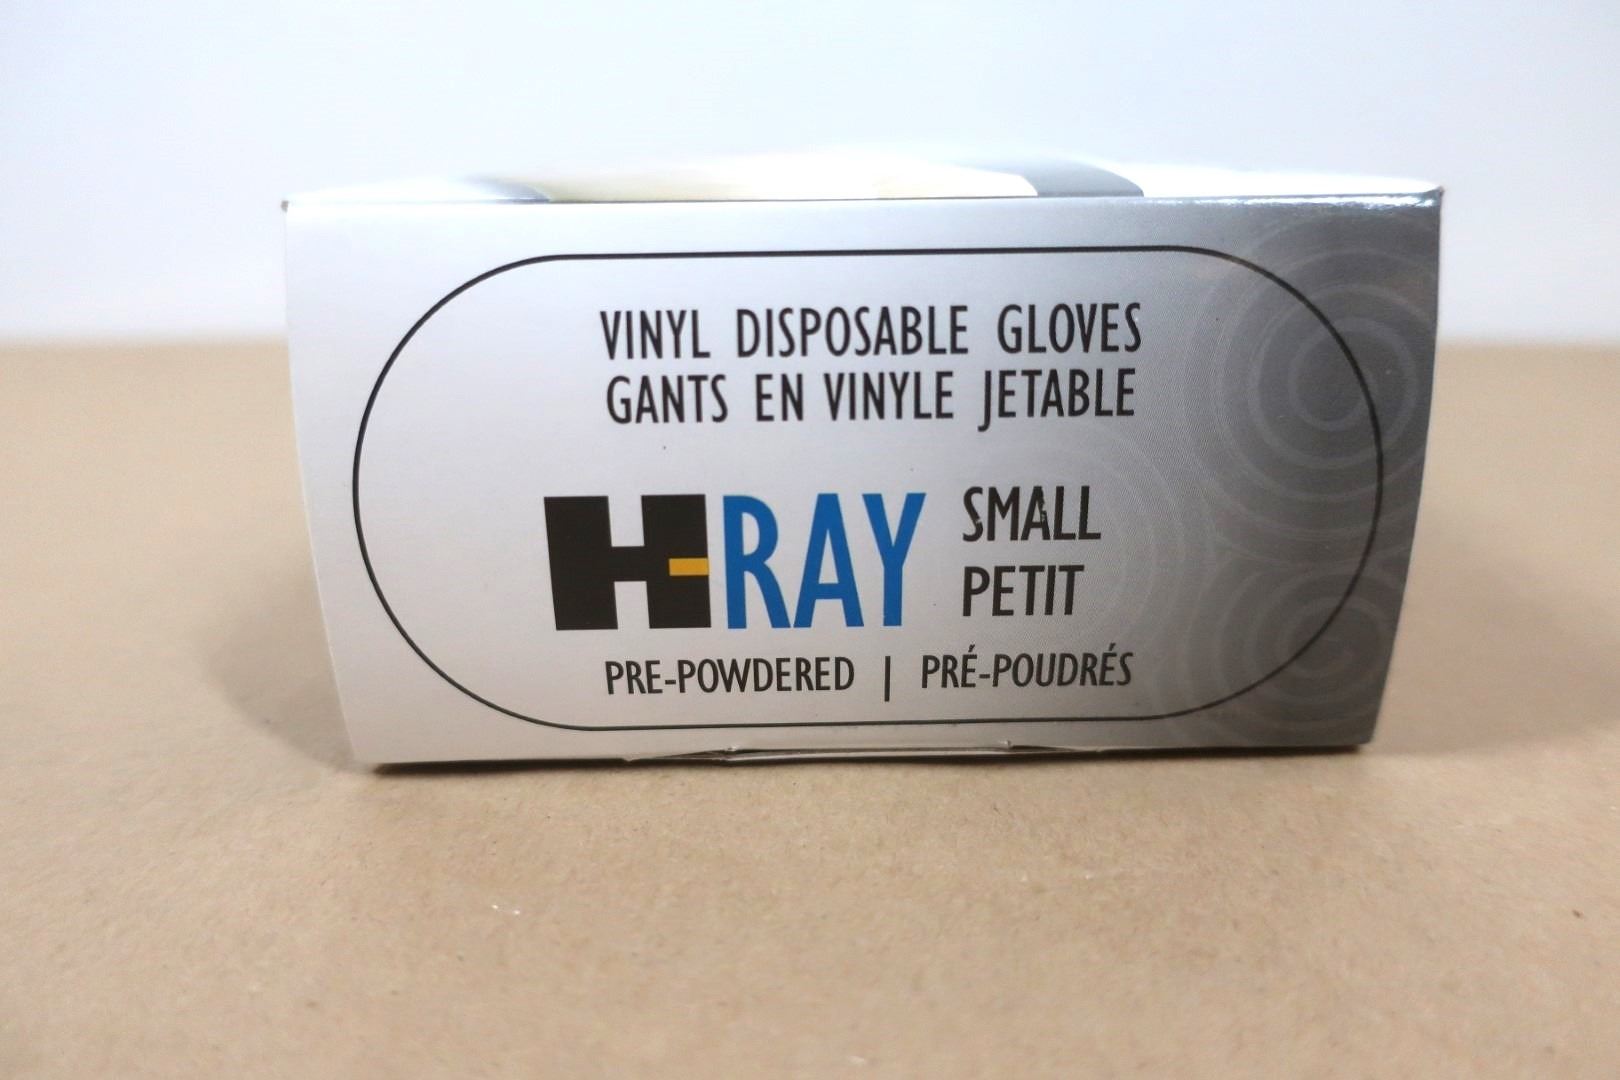 VINYL DISPOSABLE GLOVES
GANTS EN VINYLE JETABLE
H-RAY
SMALL
PETIT
PRE-POWDERED | PRÉ-POUDRÉS